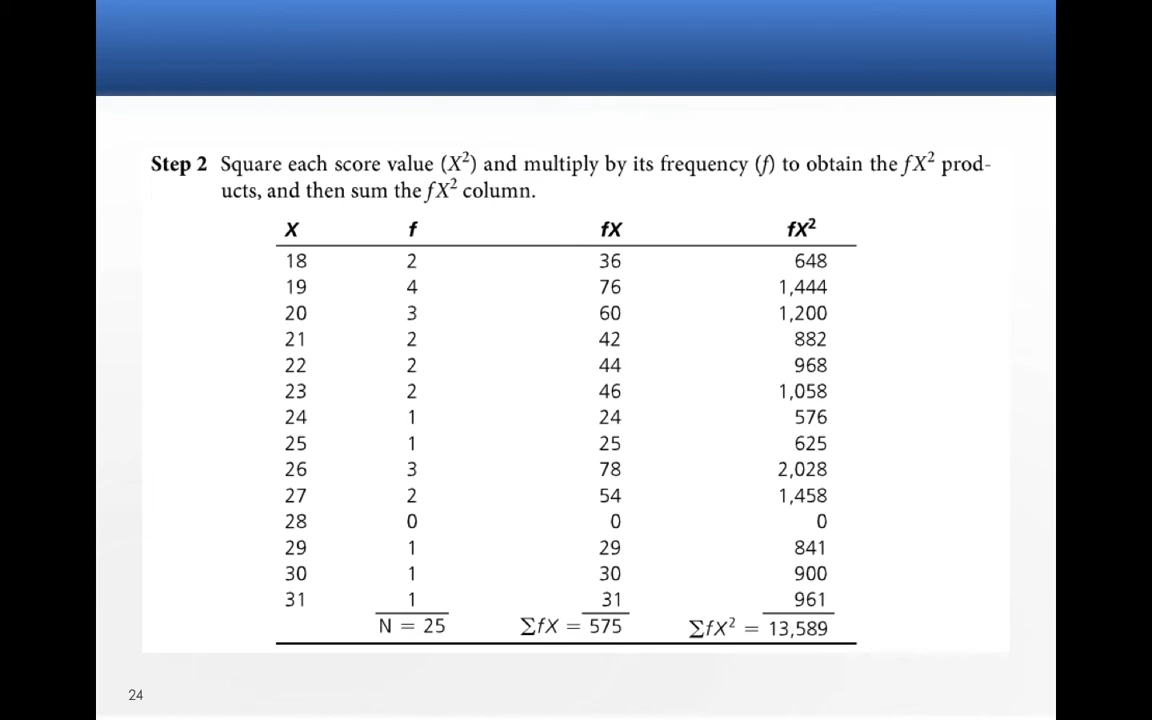 Step 2 Square each score value (X²) and multiply by its frequency (f) to obtain the fX² prod-
ucts, and then sum the fX² column.
X f fX fX²
18 2 36 648
19 4 76 1,444
20 3 60 1,200
21 2 42 882
22 2 44 968
23 2 46 1,058
24 1 24 576
25 1 25 625
26 3 78 2,028
27 2 54 1,458
28 0 0 0
29 1 29 841
30 1 30 900
31 1 31 961
N = 25 ∑fX = 575 ∑fX² = 13,589
24